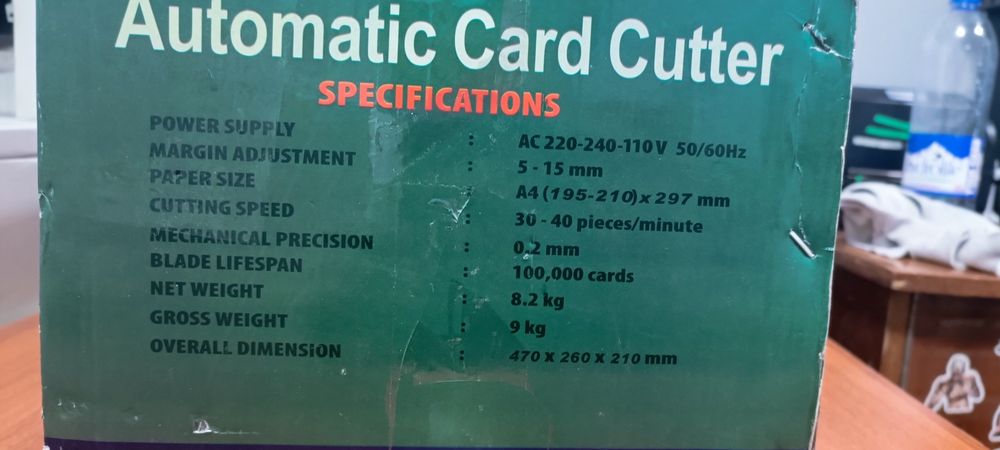 Automatic Card Cutter
SPECIFICATIONS
POWER SUPPLY : AC 220-240-110V 50/60Hz
MARGIN ADJUSTMENT : 5 - 15 mm
PAPER SIZE : A4 (195-210) x 297 mm
CUTTING SPEED : 30 - 40 pieces/minute
MECHANICAL PRECISION : 0.2 mm
BLADE LIFESPAN : 100,000 cards
NET WEIGHT : 8.2 kg
GROSS WEIGHT : 9 kg
OVERALL DIMENSION : 470 x 260 x 210 mm